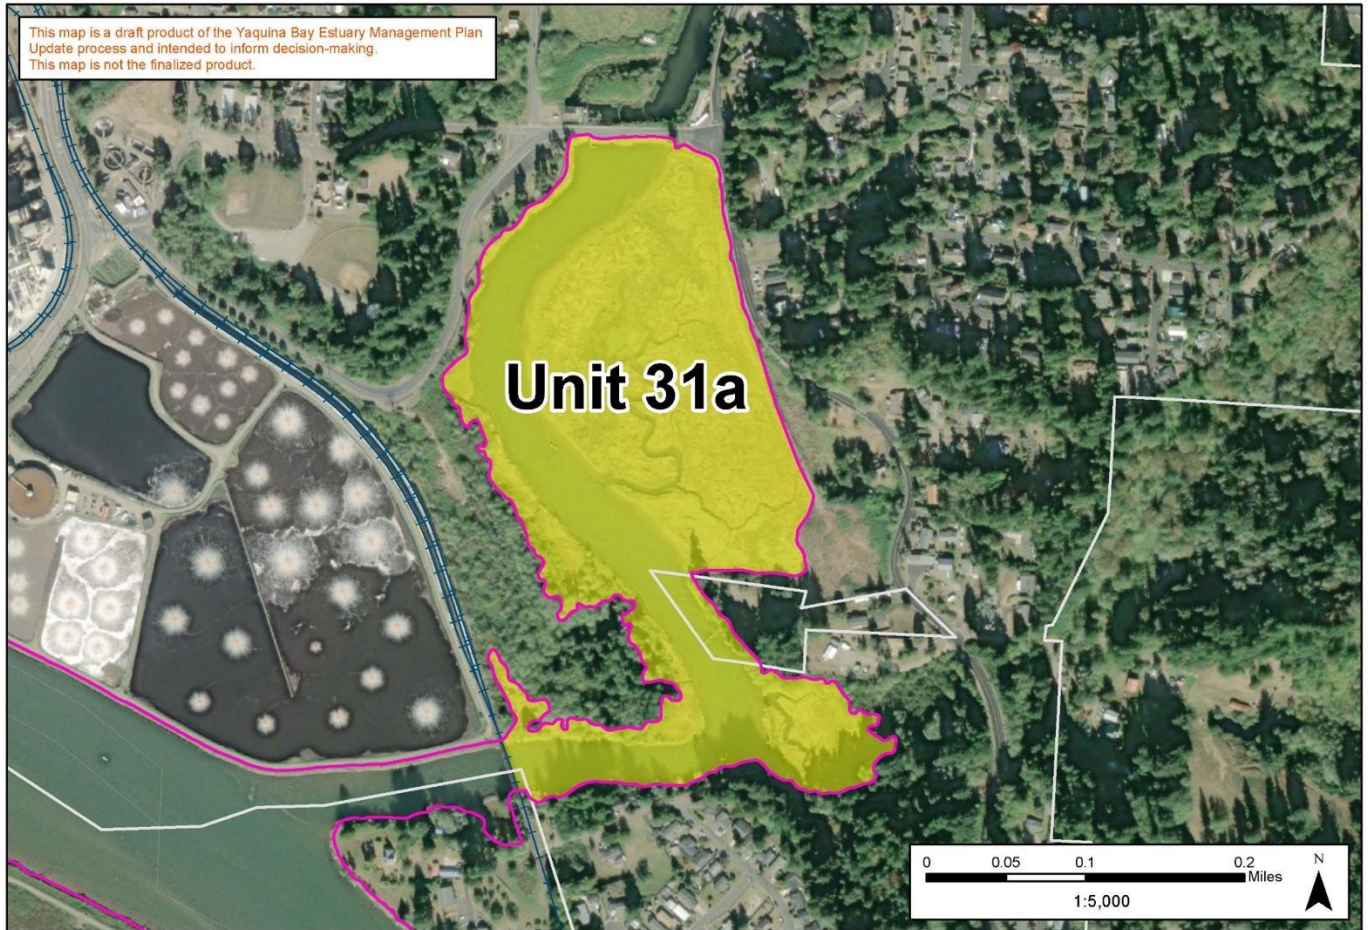 This map is a draft product of the Yaquina Bay Estuary Management Plan
Update process and intended to inform decision-making.
This map is not the finalized product.
Unit 31a
0 0.05 0.1 0.2
Miles
1:5,000
N